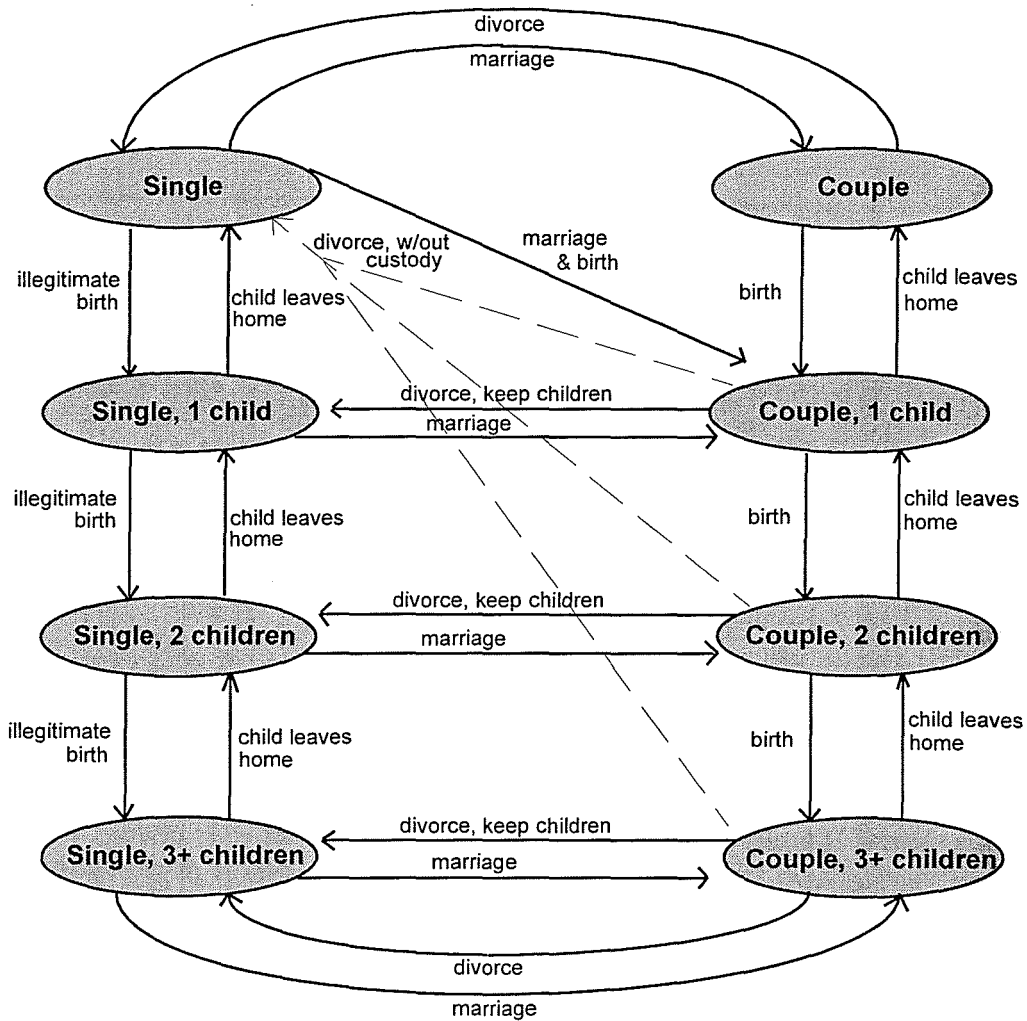 divorce
marriage
Single
Couple
divorce, w/out
custody
marriage
& birth
illegitimate
birth
child leaves
home
birth
child leaves
home
divorce, keep children
Single, 1 child
Couple, 1 child
marriage
illegitimate
birth
child leaves
home
birth
child leaves
home
divorce, keep children
Single, 2 children
Couple, 2 children
marriage
illegitimate
birth
child leaves
home
birth
child leaves
home
divorce, keep children
Single, 3+ children
Couple, 3+ children
marriage
divorce
marriage